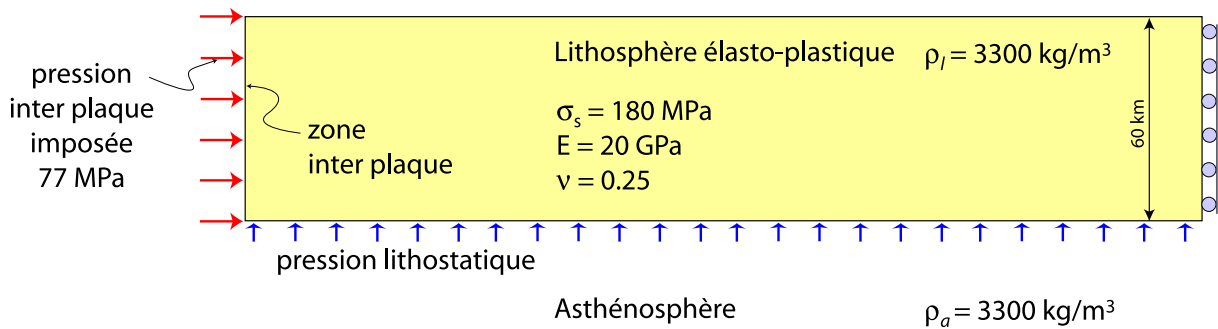 Lithosphère élasto-plastique
ρl = 3300 kg/m³
pression
inter plaque
imposée
77 MPa
zone
inter plaque
σs = 180 MPa
E = 20 GPa
ν = 0.25
60 km
pression lithostatique
Asthénosphère
ρa = 3300 kg/m³